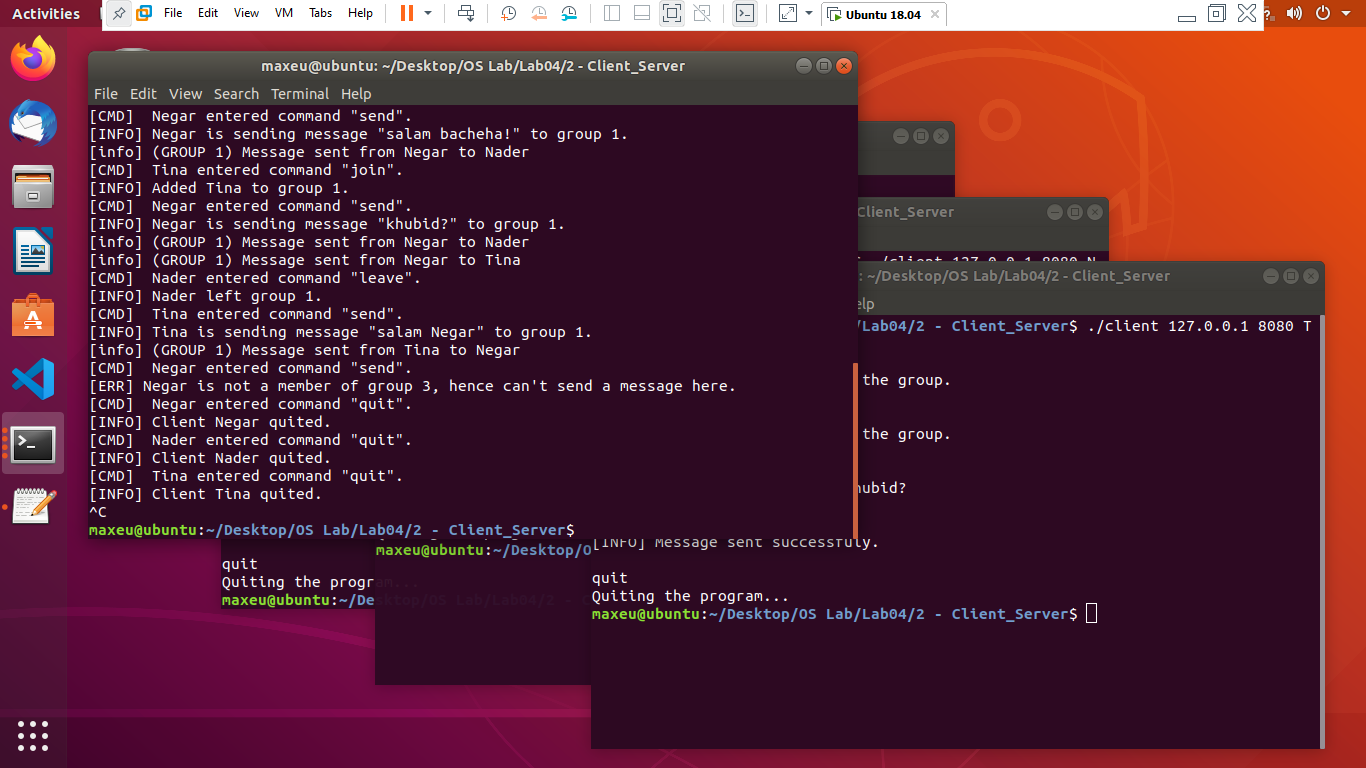 Activities
File Edit View VM Tabs Help
Ubuntu 18.04
maxeu@ubuntu: ~/Desktop/OS Lab/Lab04/2 - Client_Server
File Edit View Search Terminal Help
[CMD]  Negar entered command "send".
[INFO] Negar is sending message "salam bacheha!" to group 1.
[info] (GROUP 1) Message sent from Negar to Nader
[CMD]  Tina entered command "join".
[INFO] Added Tina to group 1.
[CMD]  Negar entered command "send".
[INFO] Negar is sending message "khubid?" to group 1.
[info] (GROUP 1) Message sent from Negar to Nader
[info] (GROUP 1) Message sent from Negar to Tina
[CMD]  Nader entered command "leave".
[INFO] Nader left group 1.
[CMD]  Tina entered command "send".
[INFO] Tina is sending message "salam Negar" to group 1.
[info] (GROUP 1) Message sent from Tina to Negar
[CMD]  Negar entered command "send".
[ERR] Negar is not a member of group 3, hence can't send a message here.
[CMD]  Negar entered command "quit".
[INFO] Client Negar quited.
[CMD]  Nader entered command "quit".
[INFO] Client Nader quited.
[CMD]  Tina entered command "quit".
[INFO] Client Tina quited.
^C
maxeu@ubuntu:~/Desktop/OS Lab/Lab04/2 - Client_Server$
Client_Server
./client 127.0.0.1 8080 N
: ~/Desktop/OS Lab/Lab04/2 - Client_Server
elp
/Lab04/2 - Client_Server$ ./client 127.0.0.1 8080 T
the group.
the group.
hubid?
[INFO] Message sent successfuly.
quit
Quiting the program...
maxeu@ubuntu:~/Desktop/OS Lab/Lab04/2 - Client_Server$
maxeu@ubuntu:~/Desktop/O
quit
Quiting the program...
maxeu@ubuntu:~/Desktop/OS Lab/Lab04/2 - C